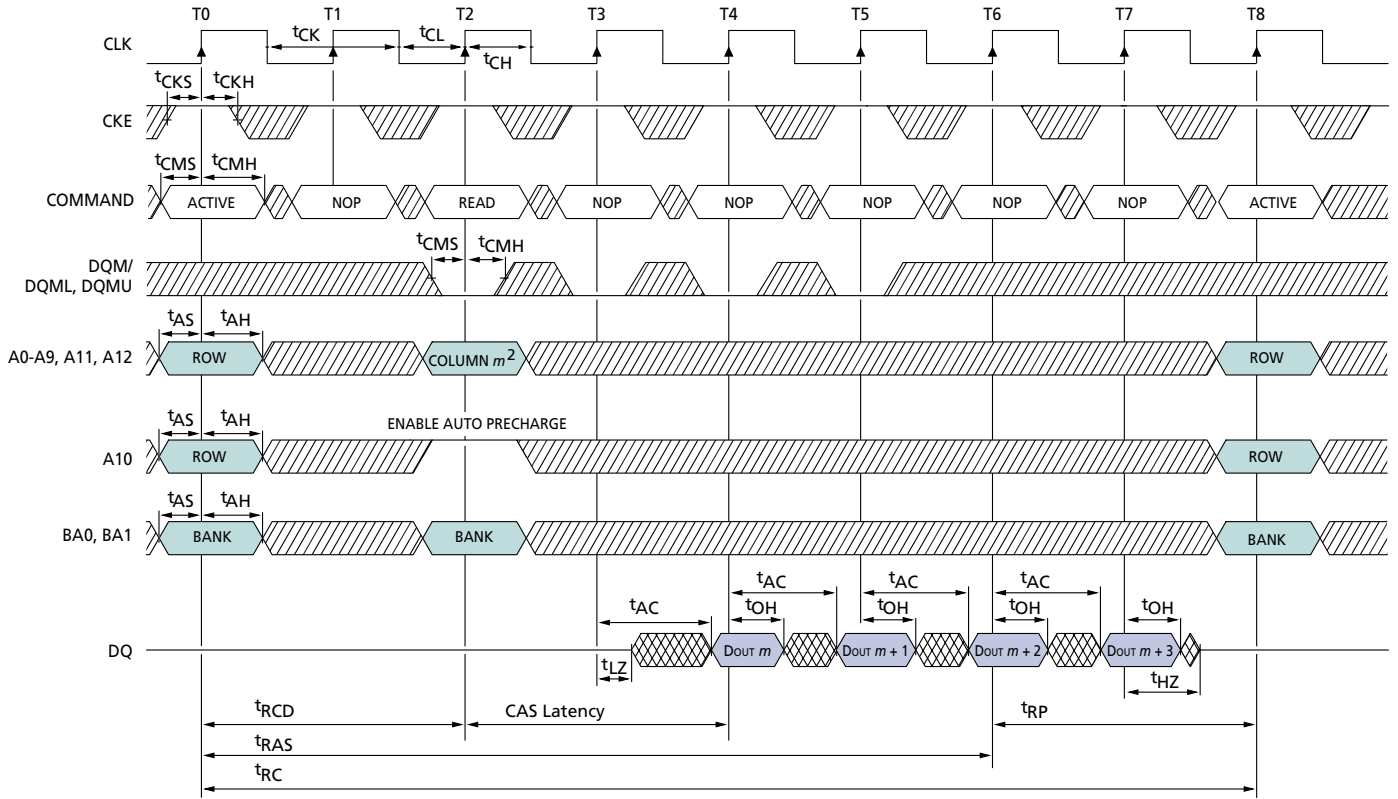 T0 T1 T2 T3 T4 T5 T6 T7 T8
CLK
tCK tCL
tCH
tCKS tCKH
CKE
tCMS tCMH
COMMAND ACTIVE NOP READ NOP NOP NOP NOP NOP ACTIVE
tCMS tCMH
DQM/
DQML, DQMU
tAS tAH
A0-A9, A11, A12 ROW COLUMN m2 ROW
tAS tAH ENABLE AUTO PRECHARGE
A10 ROW ROW
tAS tAH
BA0, BA1 BANK BANK BANK
tAC tAC tAC tAC
tOH tOH tOH tOH
DQ DOUT m DOUT m + 1 DOUT m + 2 DOUT m + 3
tLZ tHZ
tRCD CAS Latency tRP
tRAS
tRC